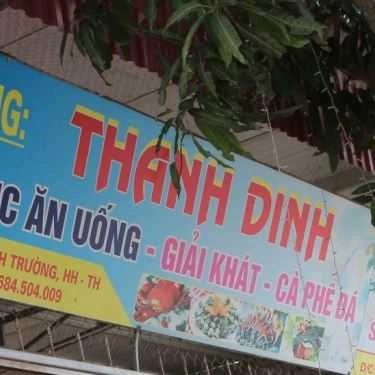 NG:
THANH DINH
C ĂN UỐNG - GIẢI KHÁT - CÀ PHÊ ĐÁ
H TRƯỜNG, HH - TH
684.504.009
Đ/C